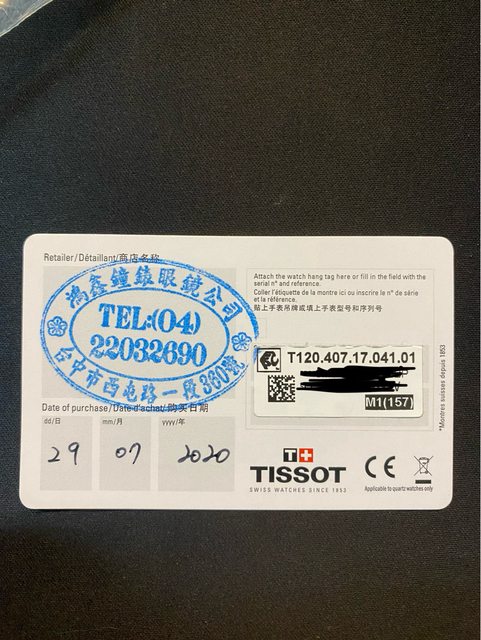 Retailer/Détaillant/商店名称
鴻鑫鐘錶眼鏡公司
TEL:(04)
22032690
台中市西屯路一段360號
Attach the watch hang tag here or fill in the field with the
serial n° and reference.
Coller l'étiquette de la montre ici ou inscrire le n° de série
et la référence.
贴上手表吊牌或填上手表型号和序列号
T120.407.17.041.01
M1(157)
Date of purchase/Date d'achat/购买日期
dd/日
mm/月
yyyy/年
29
07
2020
T+
TISSOT
SWISS WATCHES SINCE 1853
CE
Applicable to quartz watches only
*Montres suisses depuis 1853